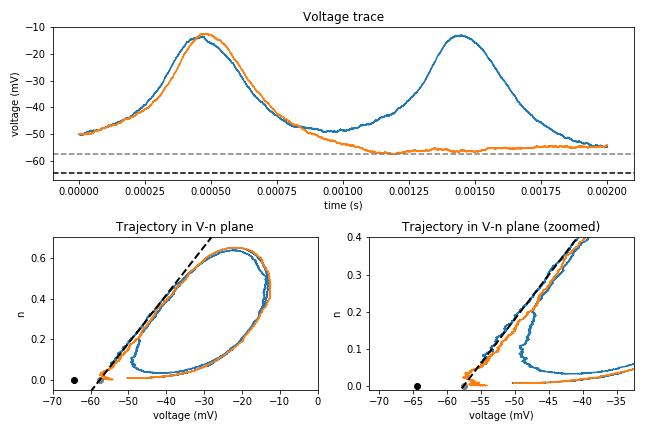 Voltage trace
−10
−20
−30
−40
−50
−60
voltage (mV)
0.00000 0.00025 0.00050 0.00075 0.00100 0.00125 0.00150 0.00175 0.00200
time (s)
Trajectory in V-n plane
0.6
0.4
0.2
0.0
n
−70 −60 −50 −40 −30 −20 −10 0
voltage (mV)
Trajectory in V-n plane (zoomed)
0.4
0.3
0.2
0.1
0.0
n
−70 −65 −60 −55 −50 −45 −40 −35
voltage (mV)